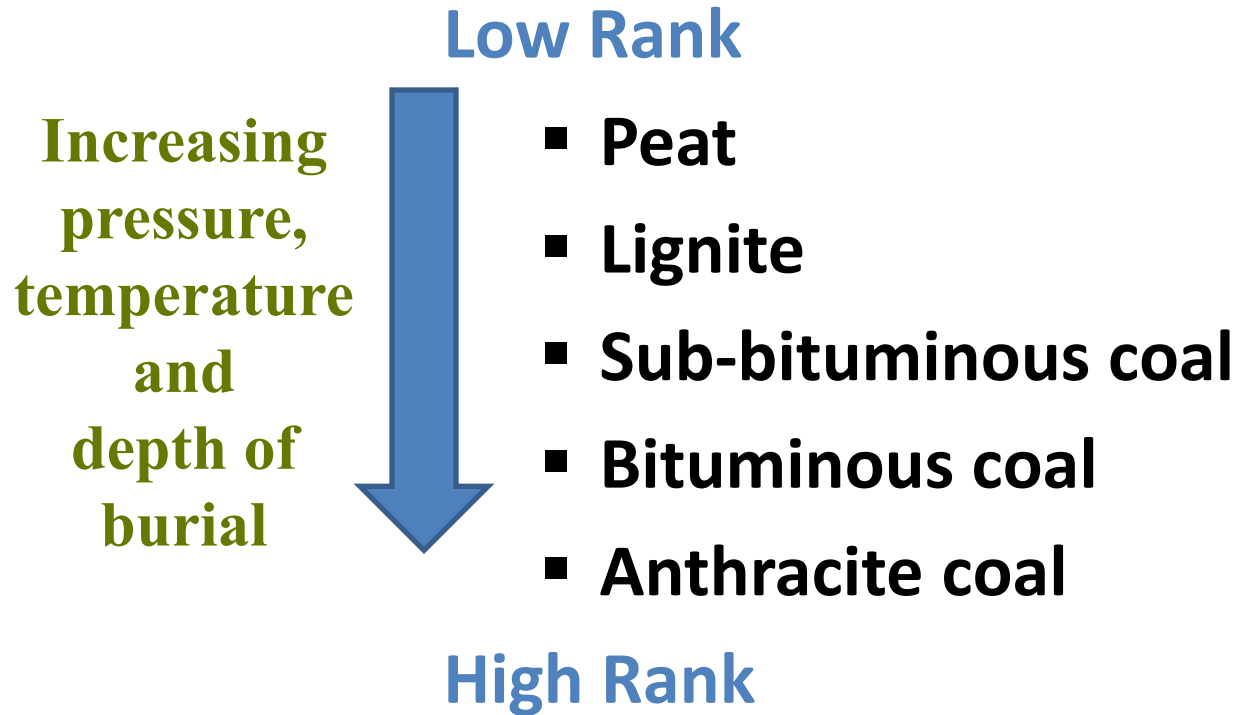 Low Rank
Increasing
pressure,
temperature
and
depth of
burial
▪ Peat
▪ Lignite
▪ Sub-bituminous coal
▪ Bituminous coal
▪ Anthracite coal
High Rank